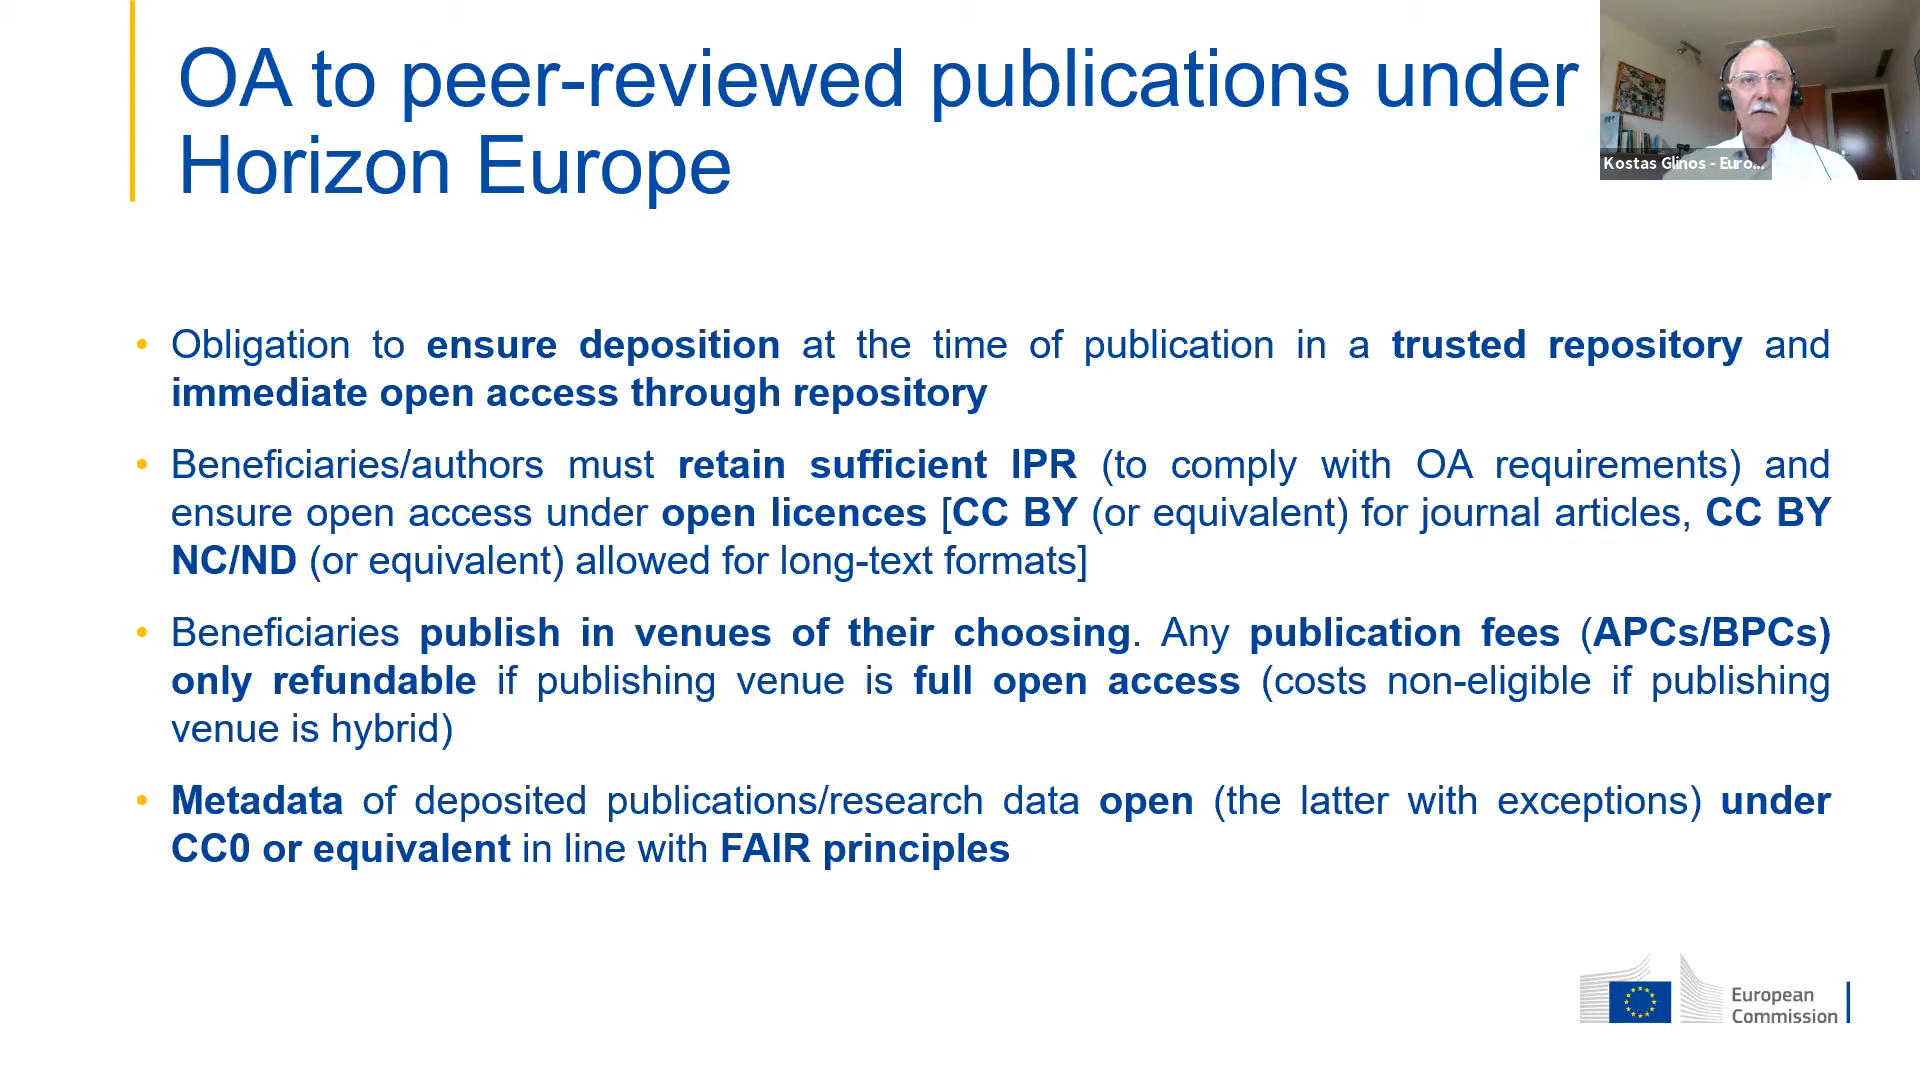 OA to peer-reviewed publications under
Horizon Europe
Kostas Glinos - Euro...
• Obligation to ensure deposition at the time of publication in a trusted repository and
immediate open access through repository
• Beneficiaries/authors must retain sufficient IPR (to comply with OA requirements) and
ensure open access under open licences [CC BY (or equivalent) for journal articles, CC BY
NC/ND (or equivalent) allowed for long-text formats]
• Beneficiaries publish in venues of their choosing. Any publication fees (APCs/BPCs)
only refundable if publishing venue is full open access (costs non-eligible if publishing
venue is hybrid)
• Metadata of deposited publications/research data open (the latter with exceptions) under
CC0 or equivalent in line with FAIR principles
European
Commission